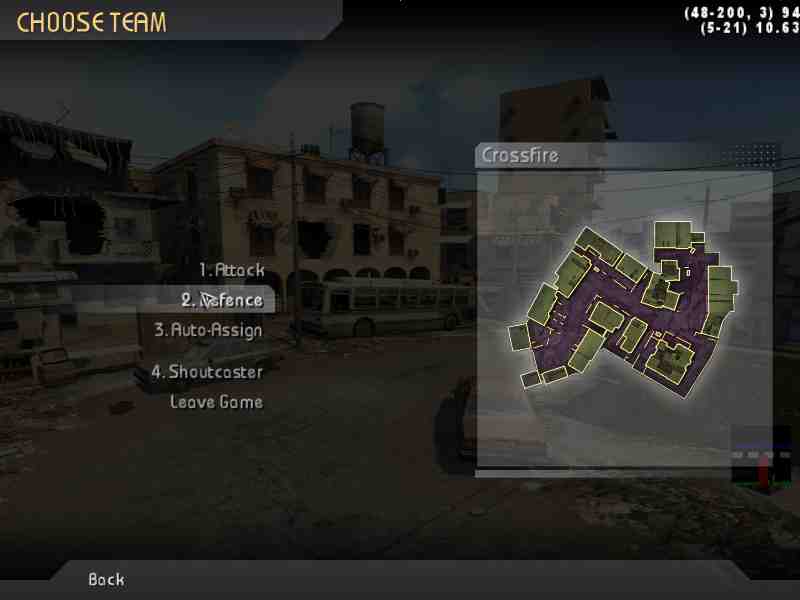 CHOOSE TEAM
(48-200, 3) 94
(5-21) 10.63
Crossfire
1. Attack
2. Defence
3. Auto-Assign
4. Shoutcaster
Leave Game
Back